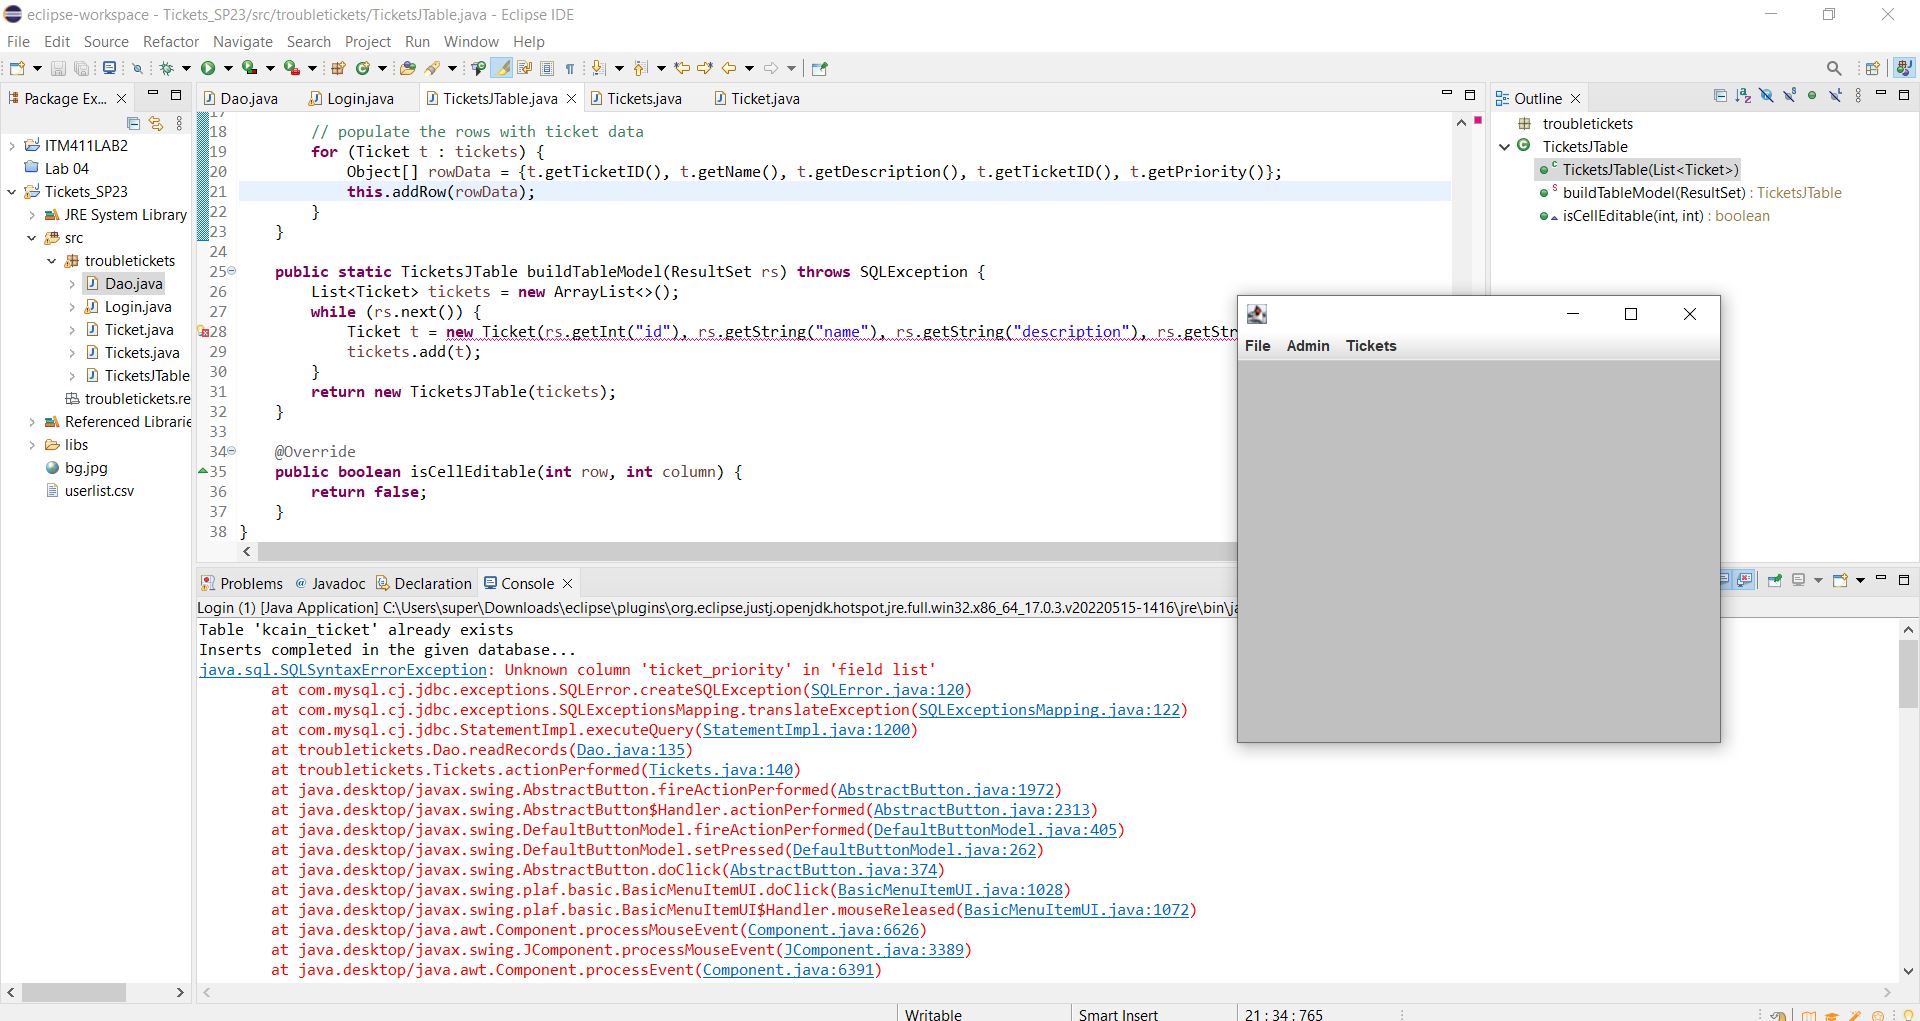 eclipse-workspace - Tickets_SP23/src/troubletickets/TicketsJTable.java - Eclipse IDE
File Edit Source Refactor Navigate Search Project Run Window Help
Package Ex...
ITM411LAB2
Lab 04
Tickets_SP23
JRE System Library
src
troubletickets
Dao.java
Login.java
Ticket.java
Tickets.java
TicketsJTable
troubletickets.re
Referenced Librarie
libs
bg.jpg
userlist.csv
Dao.java Login.java TicketsJTable.java Tickets.java Ticket.java
17
18 // populate the rows with ticket data
19 for (Ticket t : tickets) {
20 Object[] rowData = {t.getTicketID(), t.getName(), t.getDescription(), t.getTicketID(), t.getPriority()};
21 this.addRow(rowData);
22 }
23 }
24
25 public static TicketsJTable buildTableModel(ResultSet rs) throws SQLException {
26 List<Ticket> tickets = new ArrayList<>();
27 while (rs.next()) {
28 Ticket t = new Ticket(rs.getInt("id"), rs.getString("name"), rs.getString("description"), rs.getStr
29 tickets.add(t);
30 }
31 return new TicketsJTable(tickets);
32 }
33
34 @Override
35 public boolean isCellEditable(int row, int column) {
36 return false;
37 }
38 }
Outline
troubletickets
TicketsJTable
TicketsJTable(List<Ticket>)
buildTableModel(ResultSet) : TicketsJTable
isCellEditable(int, int) : boolean
File Admin Tickets
Problems Javadoc Declaration Console
Login (1) [Java Application] C:\Users\super\Downloads\eclipse\plugins\org.eclipse.justj.openjdk.hotspot.jre.full.win32.x86_64_17.0.3.v20220515-1416\jre\bin\ja
Table 'kcain_ticket' already exists
Inserts completed in the given database...
java.sql.SQLSyntaxErrorException: Unknown column 'ticket_priority' in 'field list'
at com.mysql.cj.jdbc.exceptions.SQLError.createSQLException(SQLError.java:120)
at com.mysql.cj.jdbc.exceptions.SQLExceptionsMapping.translateException(SQLExceptionsMapping.java:122)
at com.mysql.cj.jdbc.StatementImpl.executeQuery(StatementImpl.java:1200)
at troubletickets.Dao.readRecords(Dao.java:135)
at troubletickets.Tickets.actionPerformed(Tickets.java:140)
at java.desktop/javax.swing.AbstractButton.fireActionPerformed(AbstractButton.java:1972)
at java.desktop/javax.swing.AbstractButton$Handler.actionPerformed(AbstractButton.java:2313)
at java.desktop/javax.swing.DefaultButtonModel.fireActionPerformed(DefaultButtonModel.java:405)
at java.desktop/javax.swing.DefaultButtonModel.setPressed(DefaultButtonModel.java:262)
at java.desktop/javax.swing.AbstractButton.doClick(AbstractButton.java:374)
at java.desktop/javax.swing.plaf.basic.BasicMenuItemUI.doClick(BasicMenuItemUI.java:1028)
at java.desktop/javax.swing.plaf.basic.BasicMenuItemUI$Handler.mouseReleased(BasicMenuItemUI.java:1072)
at java.desktop/java.awt.Component.processMouseEvent(Component.java:6626)
at java.desktop/javax.swing.JComponent.processMouseEvent(JComponent.java:3389)
at java.desktop/java.awt.Component.processEvent(Component.java:6391)
Writable Smart Insert 21 : 34 : 765